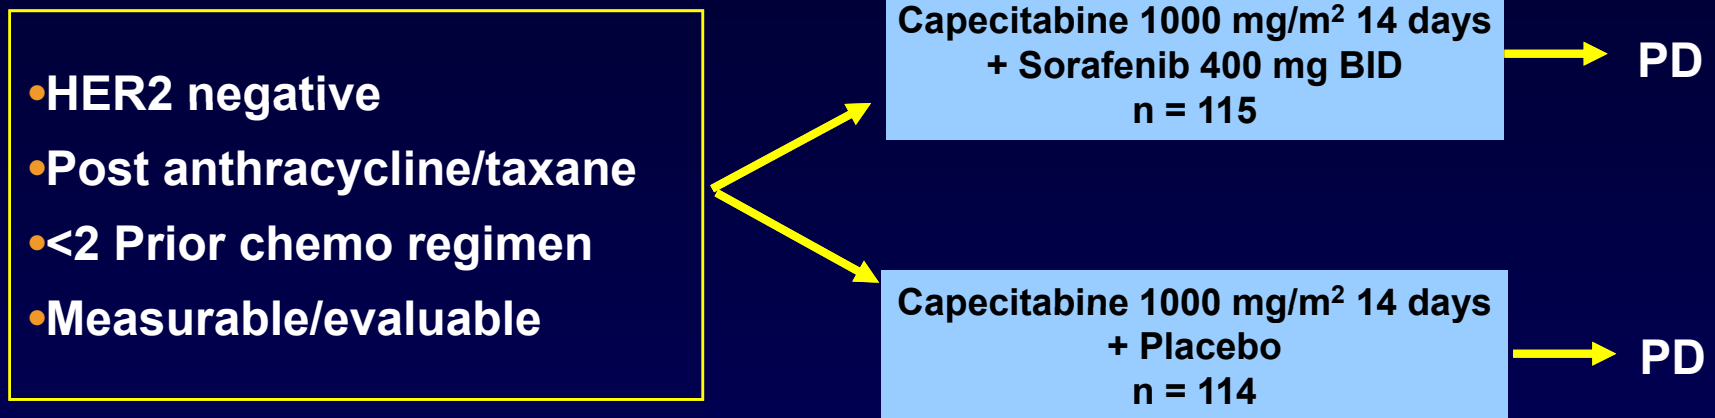 •HER2 negative
•Post anthracycline/taxane
•<2 Prior chemo regimen
•Measurable/evaluable
Capecitabine 1000 mg/m² 14 days
+ Sorafenib 400 mg BID
n = 115
PD
Capecitabine 1000 mg/m² 14 days
+ Placebo
n = 114
PD